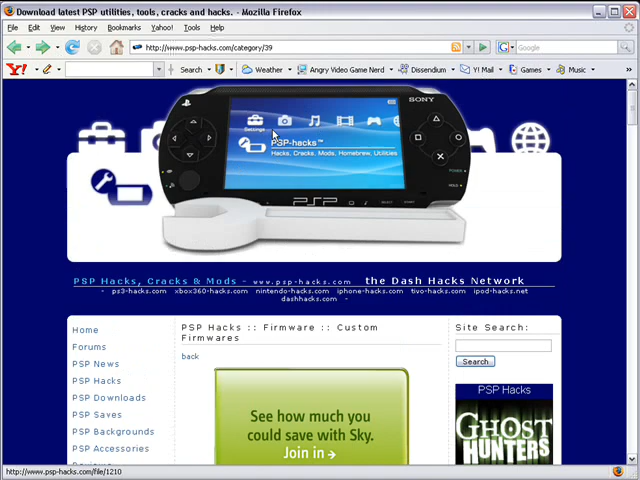 Download latest PSP utilities, tools, cracks and hacks. - Mozilla Firefox
File Edit View History Bookmarks Yahoo! Tools Help
http://www.psp-hacks.com/category/39
Google
Y! Search Weather Angry Video Game Nerd Dissendium Y! Mail Games Music
SONY
Settings
PSP-hacks™
Hacks, Cracks, Mods, Homebrew, Utilities
POWER
HOLD
PSP SELECT START
PSP Hacks, Cracks & Mods - www.psp-hacks.com the Dash Hacks Network
- ps3-hacks.com xbox360-hacks.com nintendo-hacks.com iphone-hacks.com tivo-hacks.com ipod-hacks.net
dashhacks.com -
Home
Forums
PSP News
PSP Hacks
PSP Downloads
PSP Saves
PSP Backgrounds
PSP Accessories
PSP Hacks :: Firmware :: Custom
Firmwares
back
See how much you
could save with Sky.
Join in
Site Search:
Search
PSP Hacks
GHOST
HUNTERS
http://www.psp-hacks.com/file/1210